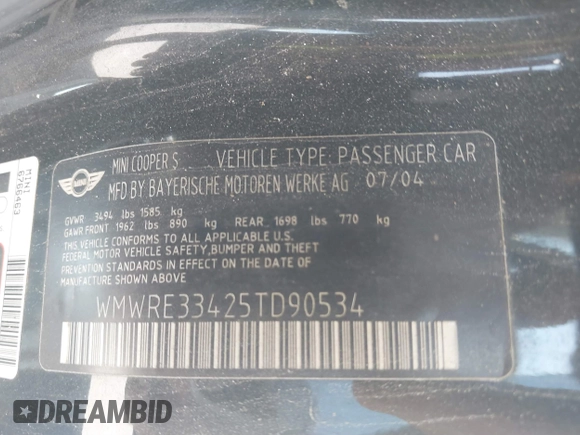 MINI COOPER S VEHICLE TYPE: PASSENGER CAR
MFD BY BAYERISCHE MOTOREN WERKE AG 07/04
GVWR 3494 lbs 1585 kg
GAWR FRONT 1962 lbs 890 kg REAR 1698 lbs 770 kg
THIS VEHICLE CONFORMS TO ALL APPLICABLE U.S.
FEDERAL MOTOR VEHICLE SAFETY, BUMPER AND THEFT
PREVENTION STANDARDS IN EFFECT ON THE DATE
OF MANUFACTURE SHOWN ABOVE
WMWRE33425TD90534
MINI
6766463
DREAMBID